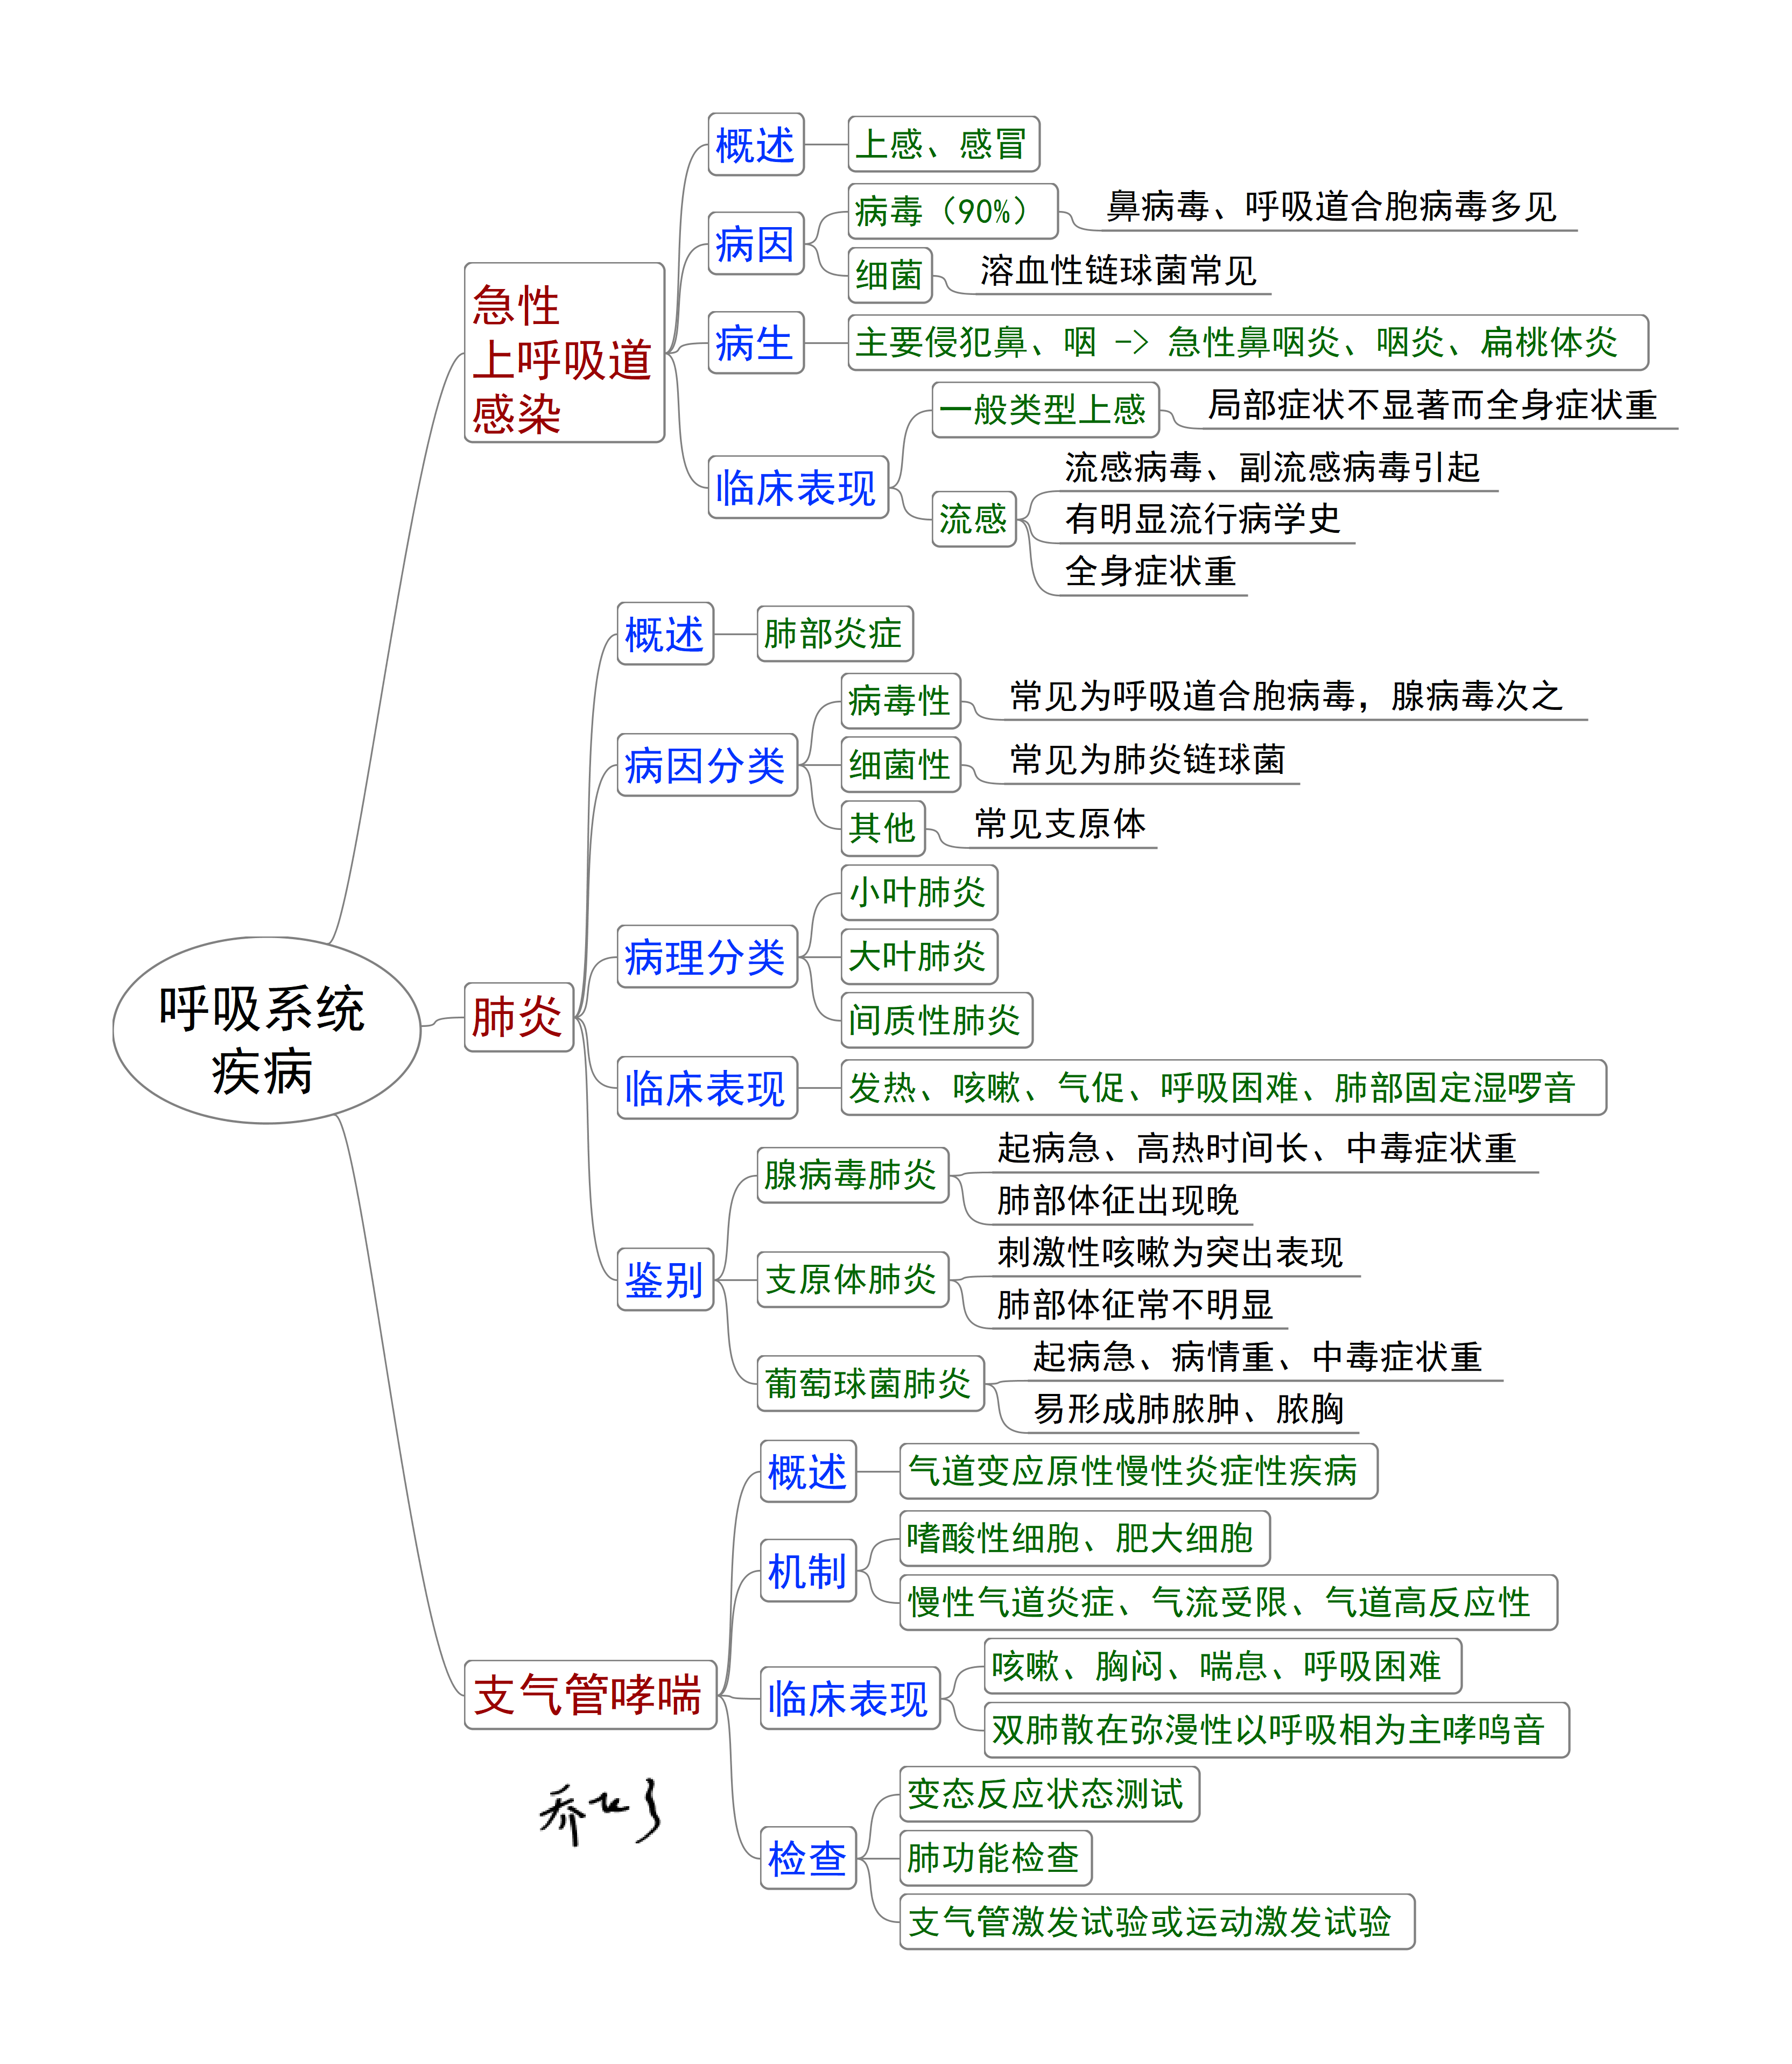 呼吸系统
疾病
急性
上呼吸道
感染
概述
上感、感冒
病因
病毒（90%）
鼻病毒、呼吸道合胞病毒多见
细菌
溶血性链球菌常见
病生
主要侵犯鼻、咽 -> 急性鼻咽炎、咽炎、扁桃体炎
临床表现
一般类型上感
局部症状不显著而全身症状重
流感
流感病毒、副流感病毒引起
有明显流行病学史
全身症状重
肺炎
概述
肺部炎症
病因分类
病毒性
常见为呼吸道合胞病毒，腺病毒次之
细菌性
常见为肺炎链球菌
其他
常见支原体
病理分类
小叶肺炎
大叶肺炎
间质性肺炎
临床表现
发热、咳嗽、气促、呼吸困难、肺部固定湿啰音
鉴别
腺病毒肺炎
起病急、高热时间长、中毒症状重
肺部体征出现晚
支原体肺炎
刺激性咳嗽为突出表现
肺部体征常不明显
葡萄球菌肺炎
起病急、病情重、中毒症状重
易形成肺脓肿、脓胸
支气管哮喘
概述
气道变应原性慢性炎症性疾病
机制
嗜酸性细胞、肥大细胞
慢性气道炎症、气流受限、气道高反应性
临床表现
咳嗽、胸闷、喘息、呼吸困难
双肺散在弥漫性以呼吸相为主哮鸣音
检查
变态反应状态测试
肺功能检查
支气管激发试验或运动激发试验